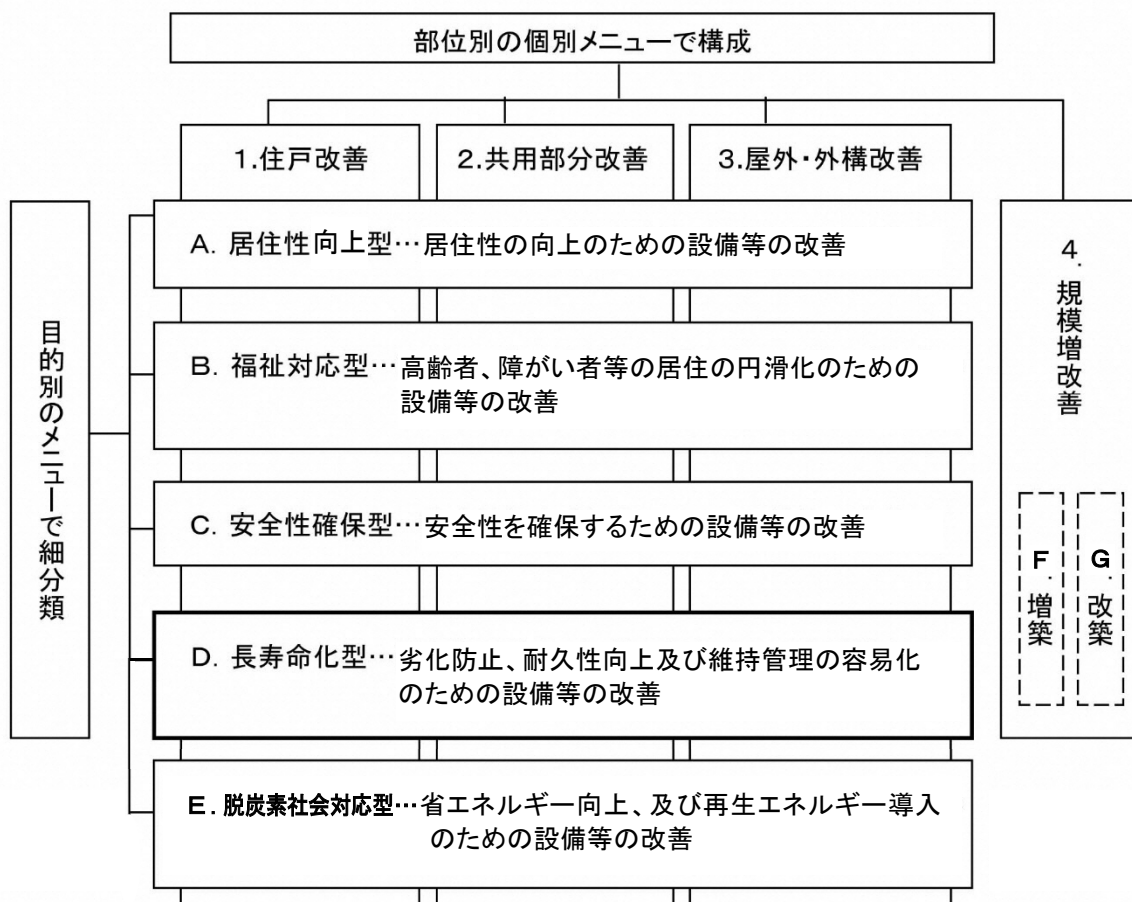 部位別の個別メニューで構成
1.住戸改善
2.共用部分改善
3.屋外・外構改善
4.規模増改善
目的別のメニューで細分類
A.居住性向上型…居住性の向上のための設備等の改善
B.福祉対応型…高齢者、障がい者等の居住の円滑化のための
設備等の改善
C.安全性確保型…安全性を確保するための設備等の改善
D.長寿命化型…劣化防止、耐久性向上及び維持管理の容易化
のための設備等の改善
E.脱炭素社会対応型…省エネルギー向上、及び再生エネルギー導入
のための設備等の改善
F.増築
G.改築